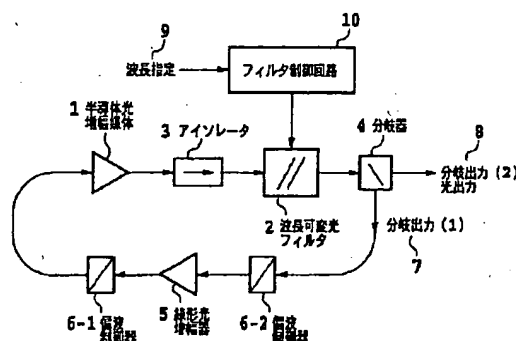 10
9
波長指定
フィルタ制御回路
1 半導体光
増幅媒体
3 アイソレータ
4 分岐器
8
分岐出力(2)
光出力
2 波長可変光
フィルタ
分岐出力(1)
7
6-1 偏波
制御器
5 線形光
増幅器
6-2 偏波
制御器